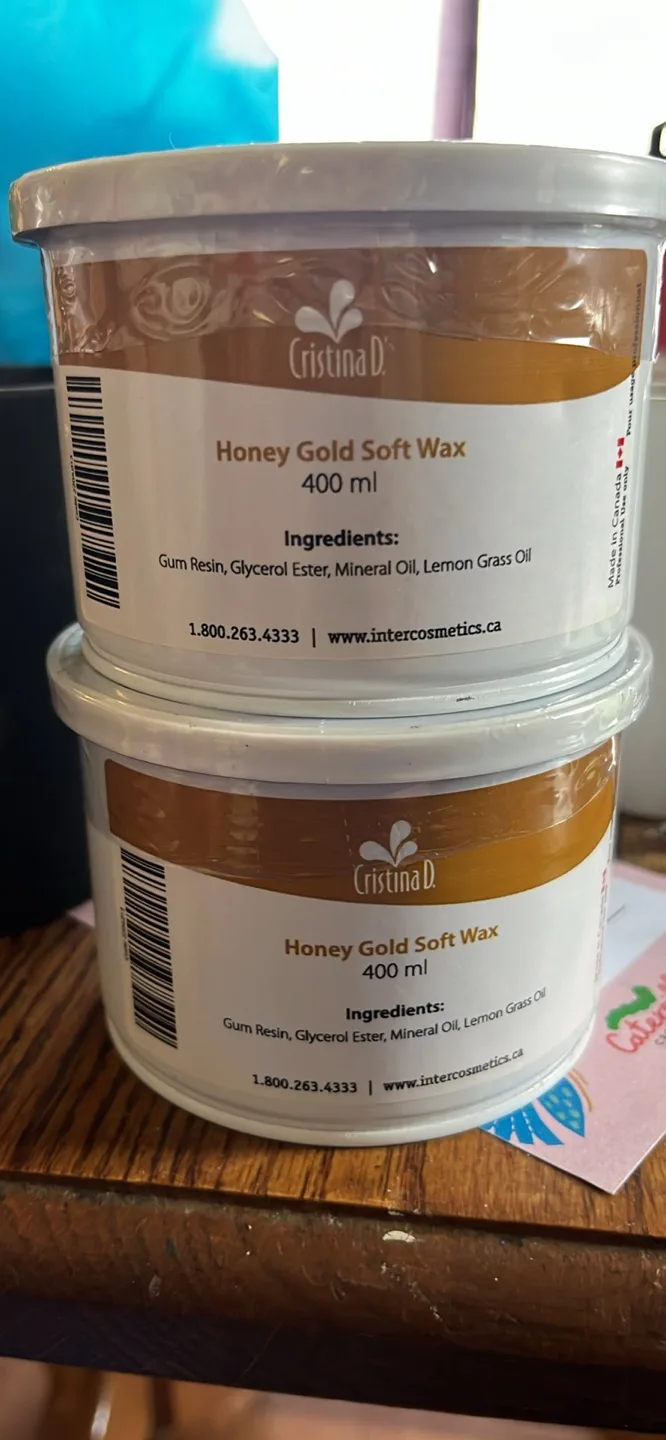 Cristina D.
Honey Gold Soft Wax
400 ml
Ingredients:
Gum Resin, Glycerol Ester, Mineral Oil, Lemon Grass Oil
1.800.263.4333 | www.intercosmetics.ca
Made in Canada
Professional Use only
Pour usage professionnel
Cristina D.
Honey Gold Soft Wax
400 ml
Ingredients:
Gum Resin, Glycerol Ester, Mineral Oil, Lemon Grass Oil
1.800.263.4333 | www.intercosmetics.ca